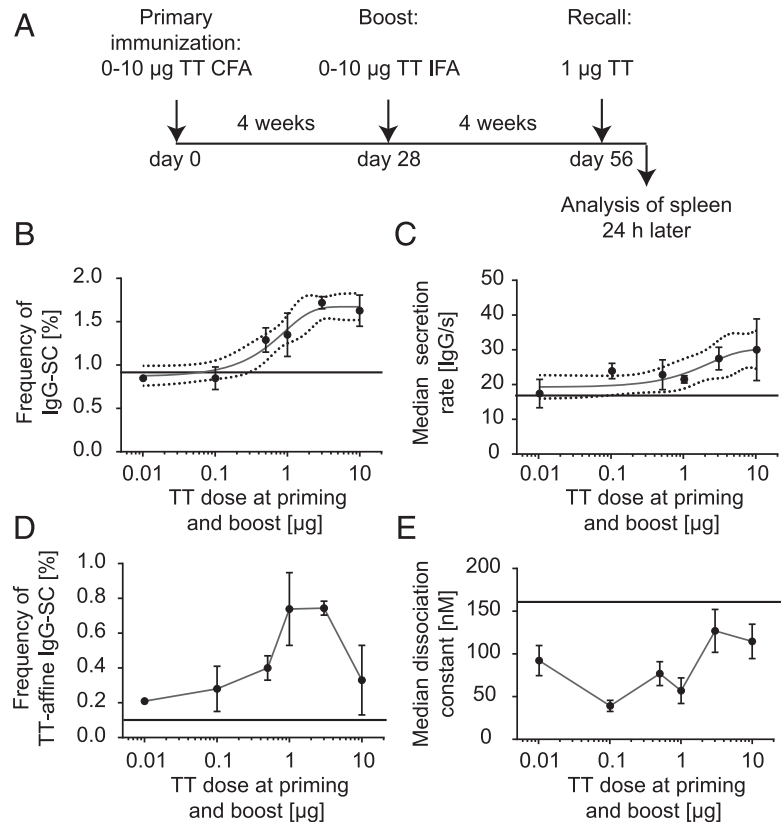 A
Primary
immunization:
0-10 µg TT CFA
Boost:
0-10 µg TT IFA
Recall:
1 µg TT
4 weeks
4 weeks
day 0
day 28
day 56
Analysis of spleen
24 h later
B
Frequency of
IgG-SC [%]
2.0
1.5
1.0
0.5
0.0
0.01
0.1
1
10
TT dose at priming
and boost [µg]
C
Median secretion
rate [IgG/s]
50
40
30
20
10
0
0.01
0.1
1
10
TT dose at priming
and boost [µg]
D
Frequency of
TT-affine IgG-SC [%]
1.0
0.8
0.6
0.4
0.2
0.0
0.01
0.1
1
10
TT dose at priming
and boost [µg]
E
Median dissociation
constant [nM]
200
150
100
50
0
0.01
0.1
1
10
TT dose at priming
and boost [µg]